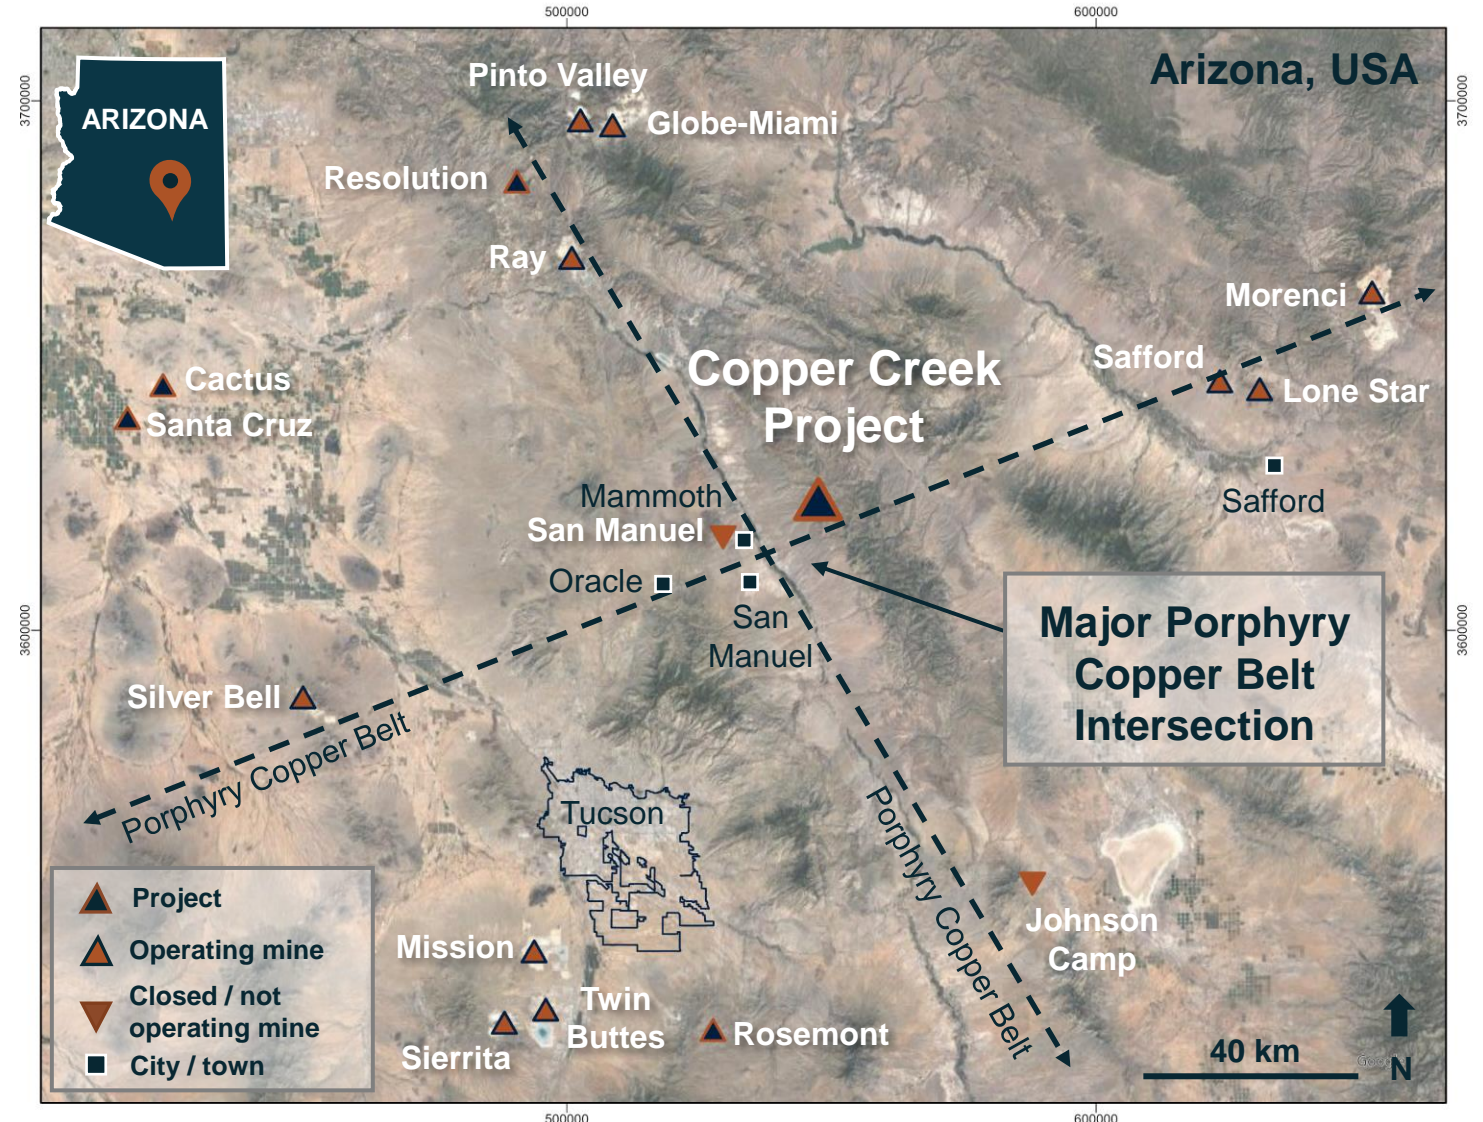 500000
600000
Arizona, USA
3700000
3700000
ARIZONA
Pinto Valley
Globe-Miami
Resolution
Ray
Morenci
Safford
Lone Star
Copper Creek
Project
Cactus
Santa Cruz
Safford
Mammoth
San Manuel
Oracle
San
Manuel
3600000
3600000
Major Porphyry
Copper Belt
Intersection
Silver Bell
Porphyry Copper Belt
Tucson
Porphyry Copper Belt
Johnson
Camp
Mission
Twin
Buttes
Sierrita
Rosemont
Project
Operating mine
Closed / not
operating mine
City / town
40 km
N
500000
600000